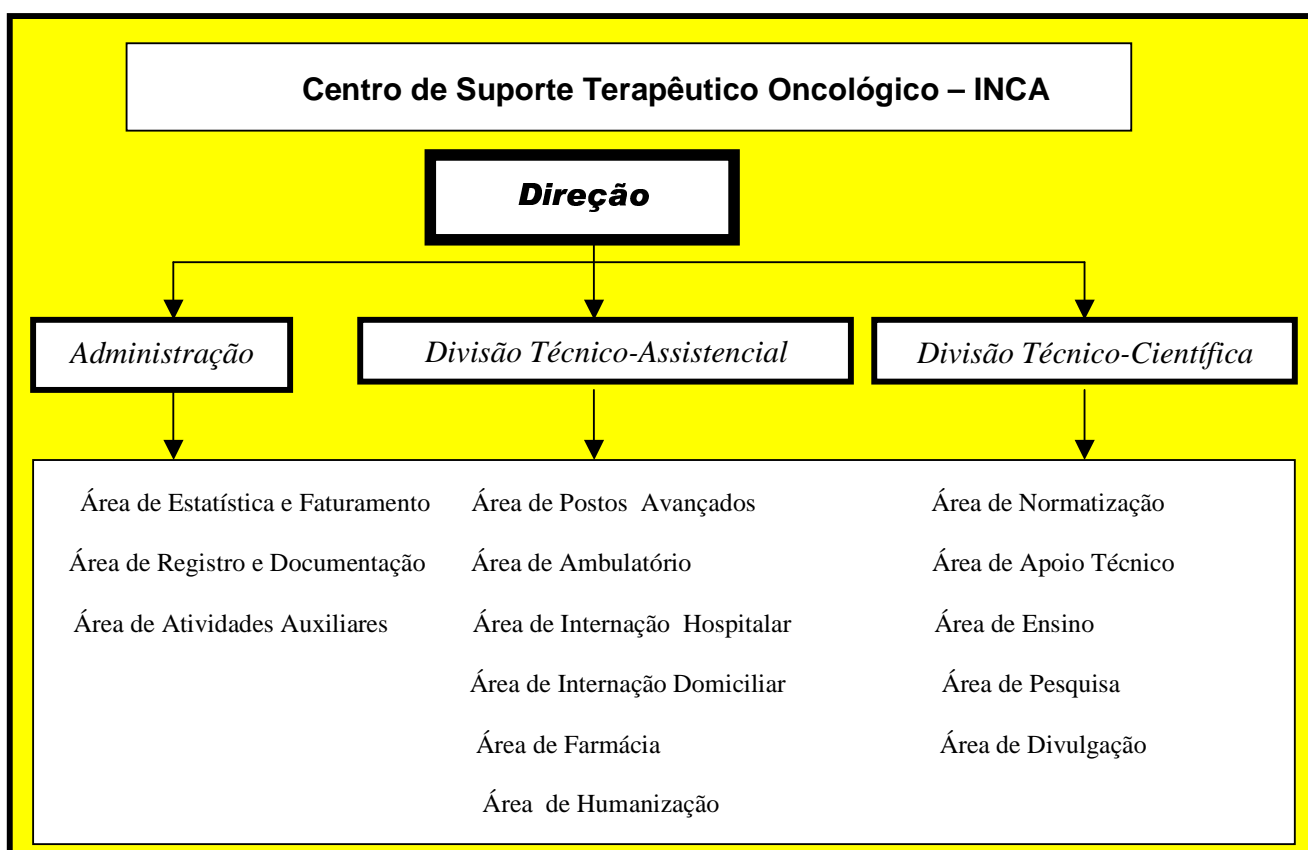 Centro de Suporte Terapêutico Oncológico – INCA
Direção
Administração
Divisão Técnico-Assistencial
Divisão Técnico-Científica
Área de Estatística e Faturamento
Área de Registro e Documentação
Área de Atividades Auxiliares
Área de Postos Avançados
Área de Ambulatório
Área de Internação Hospitalar
Área de Internação Domiciliar
Área de Farmácia
Área de Humanização
Área de Normatização
Área de Apoio Técnico
Área de Ensino
Área de Pesquisa
Área de Divulgação